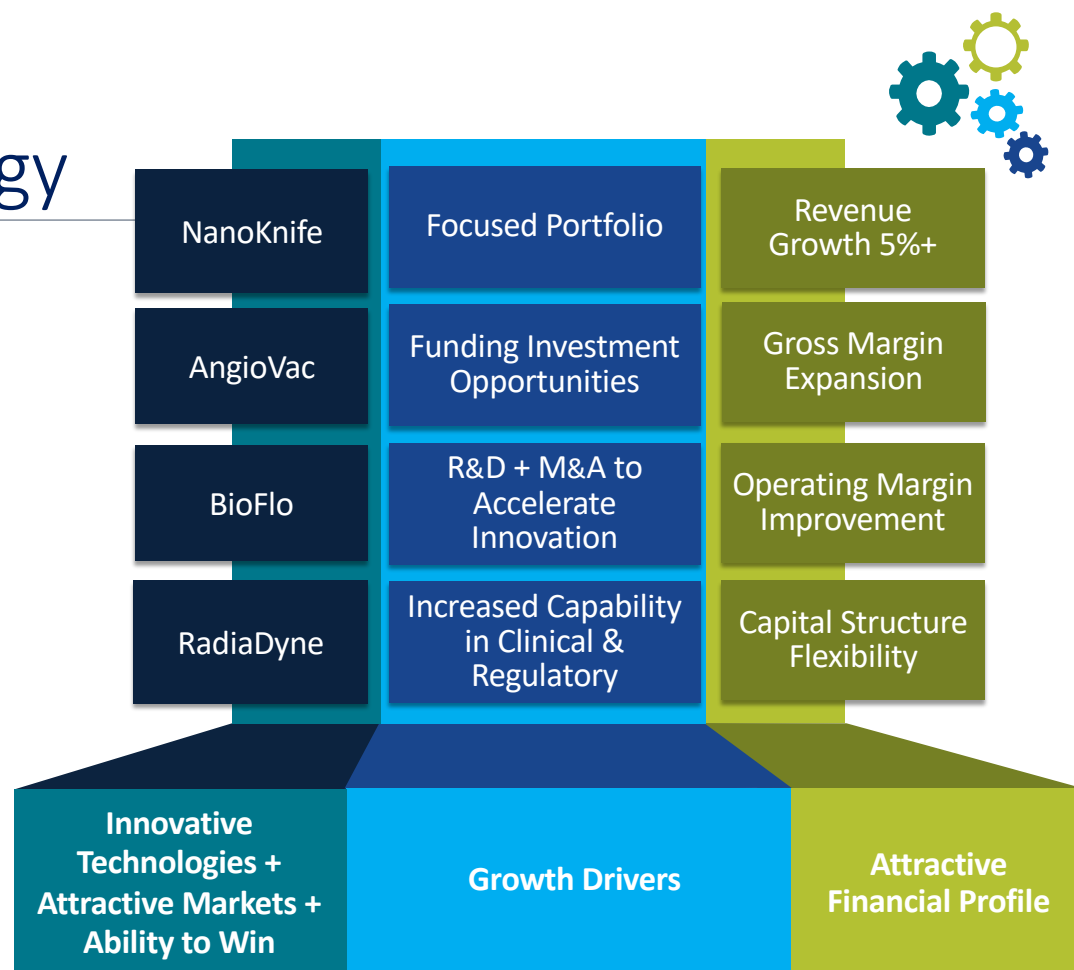 gy
NanoKnife
Focused Portfolio
Revenue
Growth 5%+
AngioVac
Funding Investment
Opportunities
Gross Margin
Expansion
BioFlo
R&D + M&A to
Accelerate
Innovation
Operating Margin
Improvement
RadiaDyne
Increased Capability
in Clinical &
Regulatory
Capital Structure
Flexibility
Innovative
Technologies +
Attractive Markets +
Ability to Win
Growth Drivers
Attractive
Financial Profile